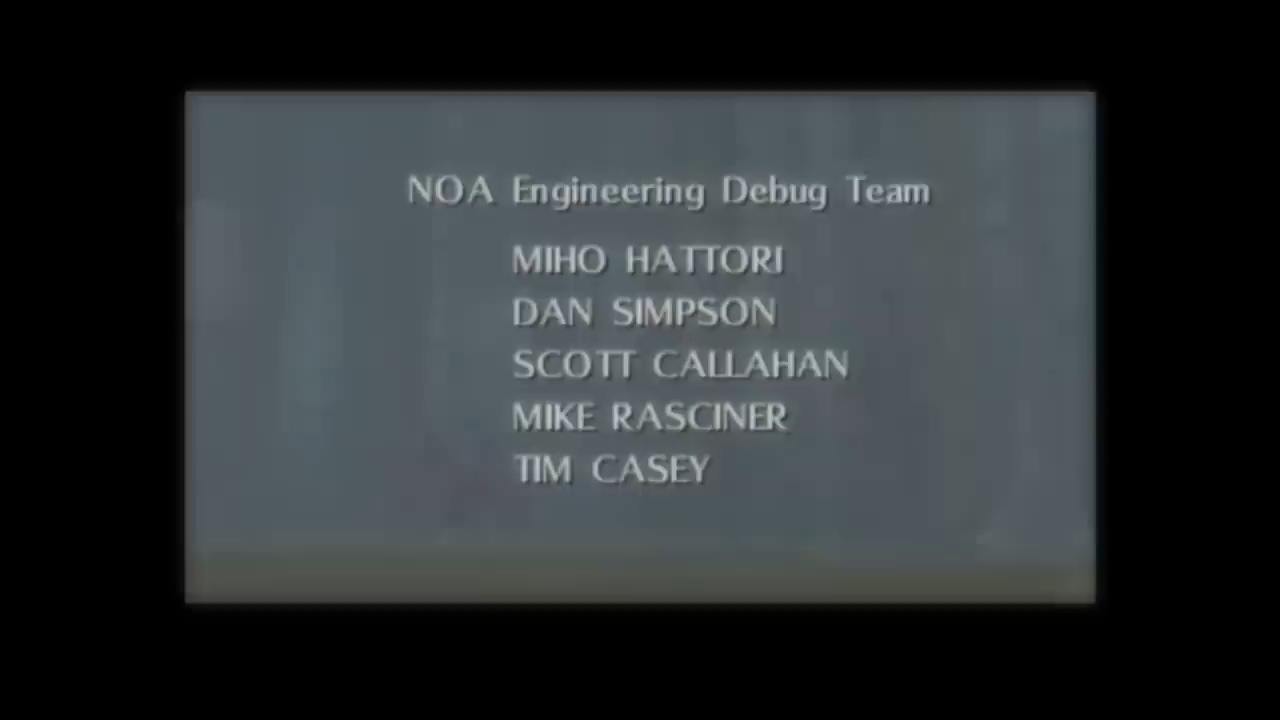 NOA Engineering Debug Team
MIHO HATTORI
DAN SIMPSON
SCOTT CALLAHAN
MIKE RASCINER
TIM CASEY